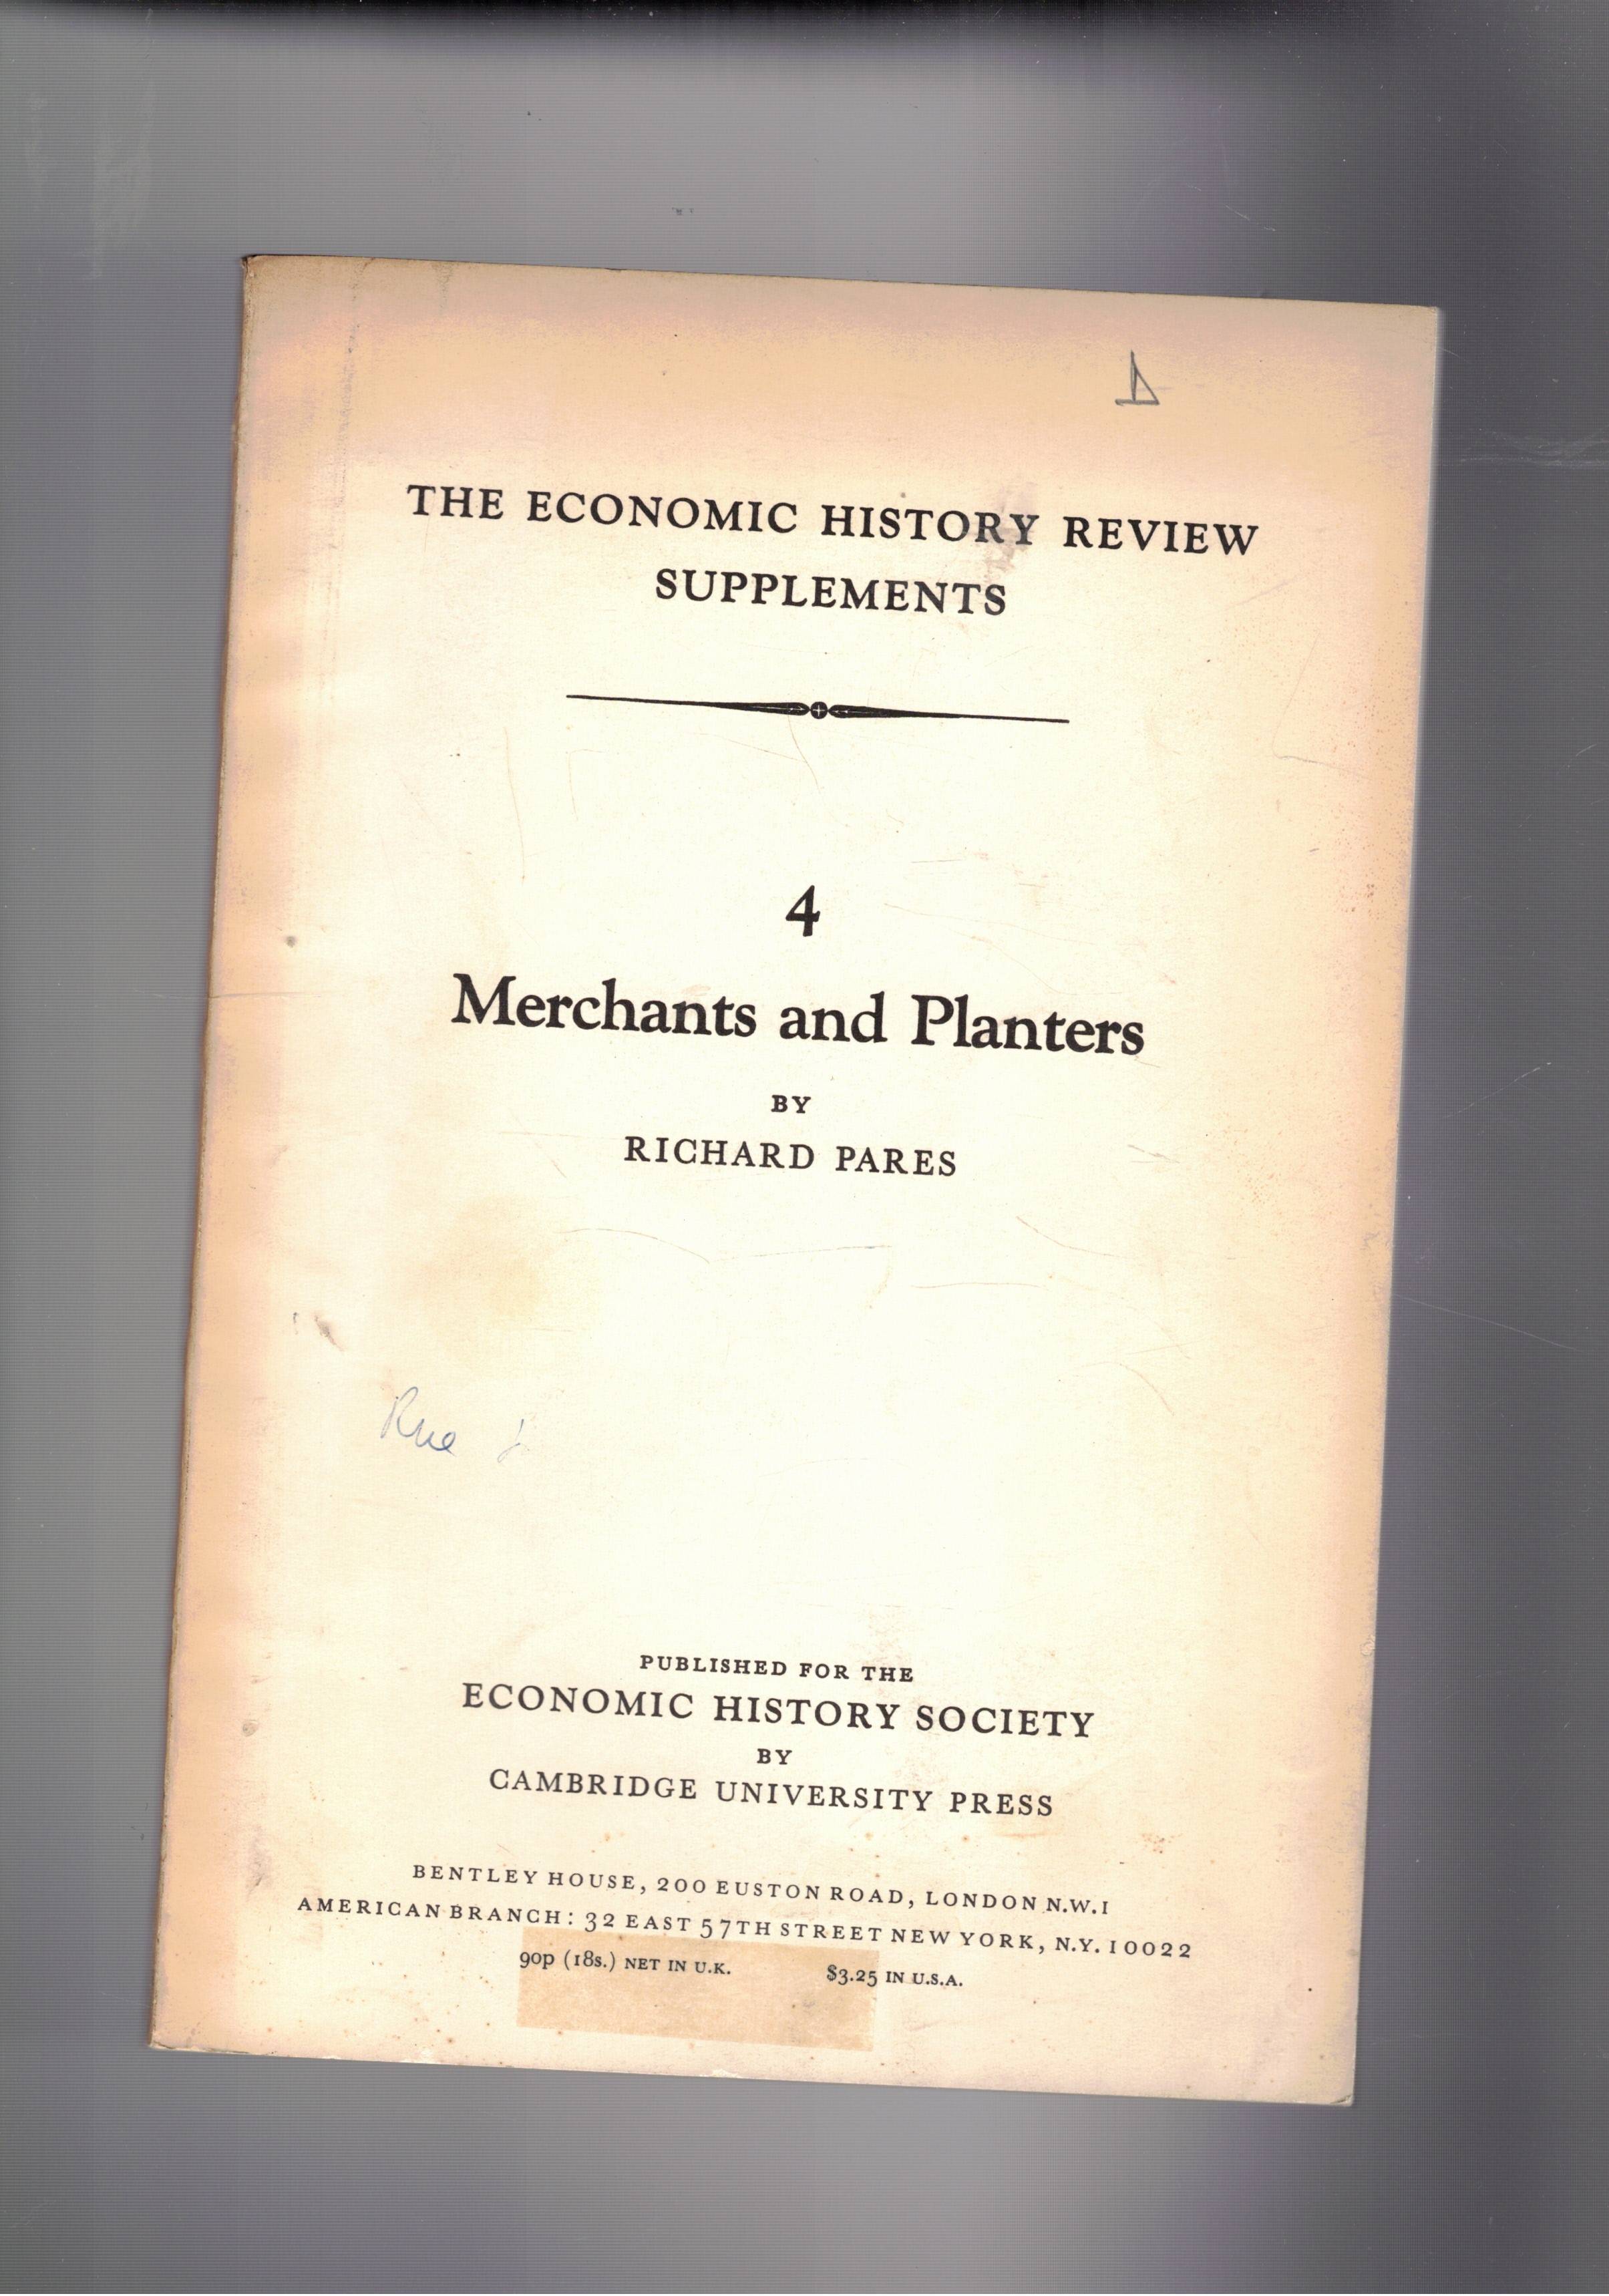 THE ECONOMIC HISTORY REVIEW
SUPPLEMENTS
4
Merchants and Planters
BY
RICHARD PARES
PUBLISHED FOR THE
ECONOMIC HISTORY SOCIETY
BY
CAMBRIDGE UNIVERSITY PRESS
BENTLEY HOUSE, 200 EUSTON ROAD, LONDON N.W.1
AMERICAN BRANCH: 32 EAST 57TH STREET NEW YORK, N.Y. 10022
90p (18s.) NET IN U.K. $3.25 IN U.S.A.